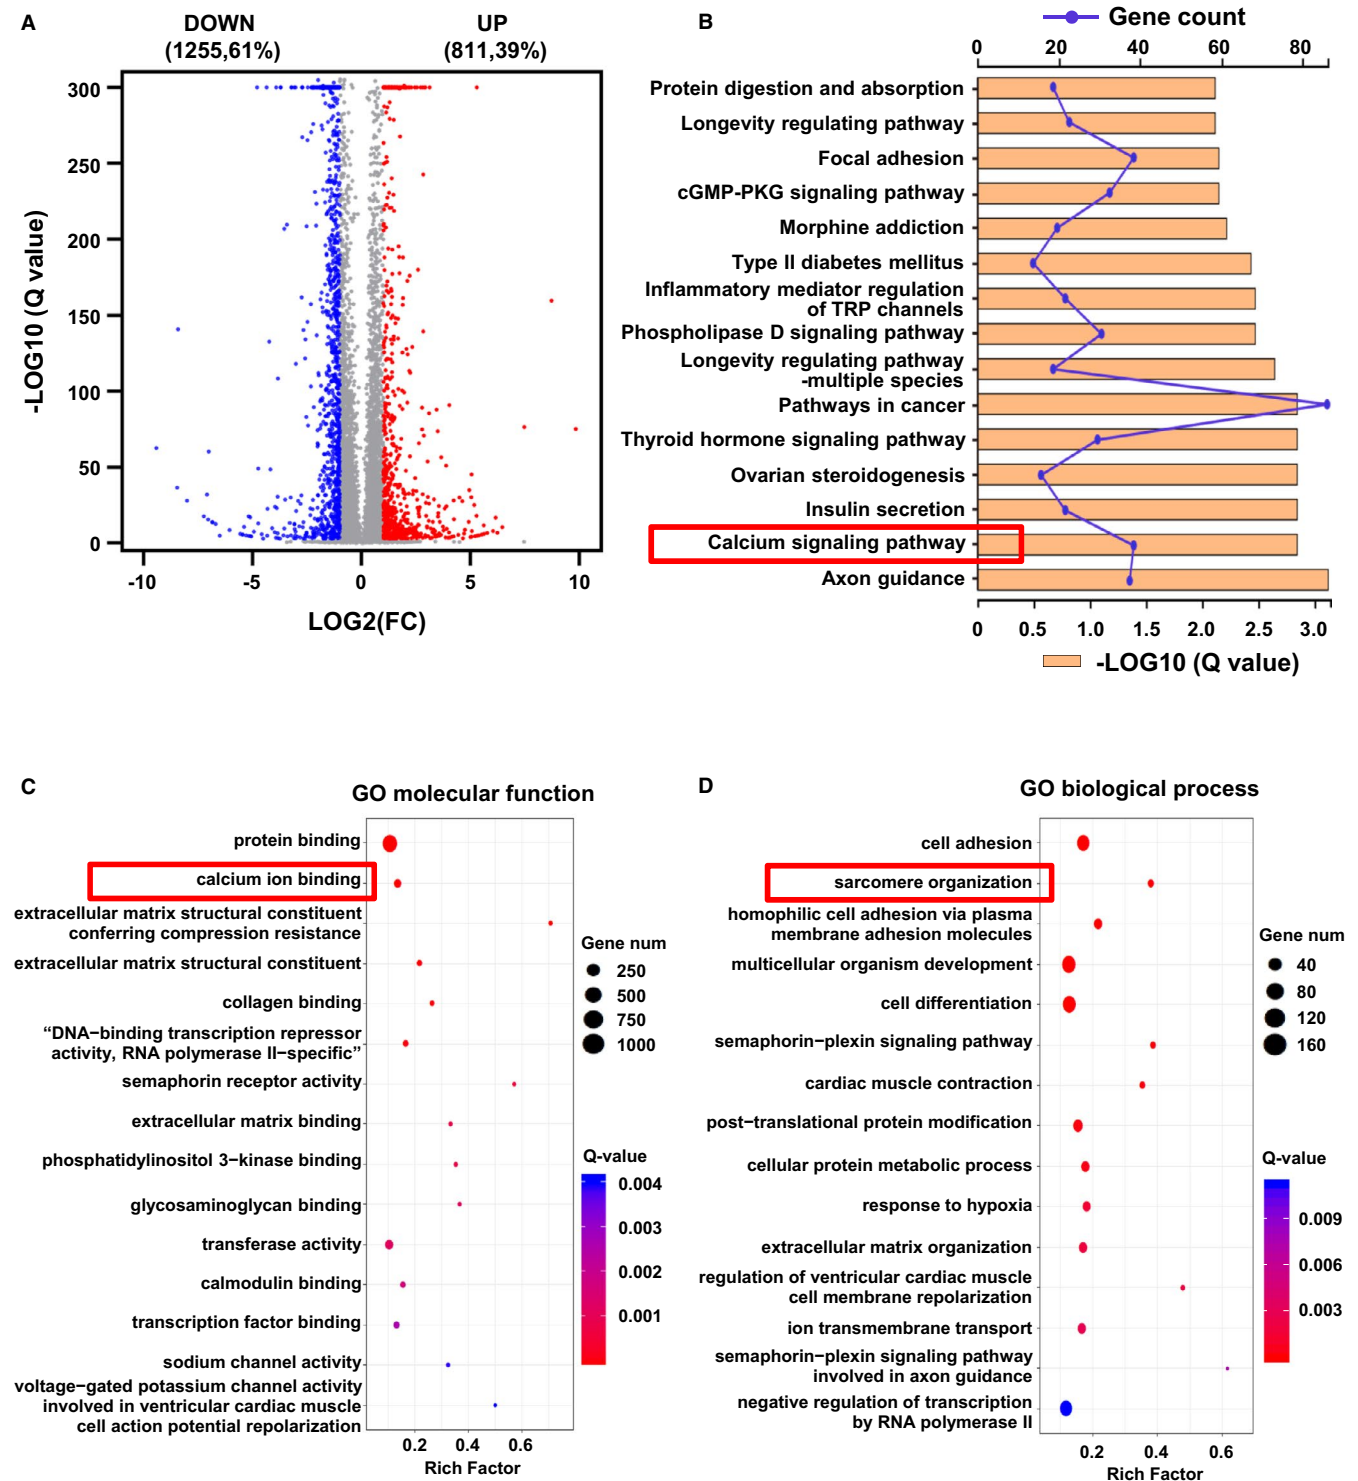 A
DOWN
(1255,61%)
UP
(811,39%)
300
250
200
150
100
50
0
-LOG10 (Q value)
-10
-5
0
5
10
LOG2(FC)
B
Gene count
0
20
40
60
80
Protein digestion and absorption
Longevity regulating pathway
Focal adhesion
cGMP-PKG signaling pathway
Morphine addiction
Type II diabetes mellitus
Inflammatory mediator regulation
of TRP channels
Phospholipase D signaling pathway
Longevity regulating pathway
-multiple species
Pathways in cancer
Thyroid hormone signaling pathway
Ovarian steroidogenesis
Insulin secretion
Calcium signaling pathway
Axon guidance
0
0.5
1.0
1.5
2.0
2.5
3.0
-LOG10 (Q value)
C
GO molecular function
protein binding
calcium ion binding
extracellular matrix structural constituent
conferring compression resistance
extracellular matrix structural constituent
collagen binding
“DNA−binding transcription repressor
activity, RNA polymerase II−specific”
semaphorin receptor activity
extracellular matrix binding
phosphatidylinositol 3−kinase binding
glycosaminoglycan binding
transferase activity
calmodulin binding
transcription factor binding
sodium channel activity
voltage−gated potassium channel activity
involved in ventricular cardiac muscle
cell action potential repolarization
0.2
0.4
0.6
Rich Factor
Gene num
250
500
750
1000
Q-value
0.004
0.003
0.002
0.001
D
GO biological process
cell adhesion
sarcomere organization
homophilic cell adhesion via plasma
membrane adhesion molecules
multicellular organism development
cell differentiation
semaphorin−plexin signaling pathway
cardiac muscle contraction
post−translational protein modification
cellular protein metabolic process
response to hypoxia
extracellular matrix organization
regulation of ventricular cardiac muscle
cell membrane repolarization
ion transmembrane transport
semaphorin−plexin signaling pathway
involved in axon guidance
negative regulation of transcription
by RNA polymerase II
0.2
0.4
0.6
Rich Factor
Gene num
40
80
120
160
Q-value
0.009
0.006
0.003